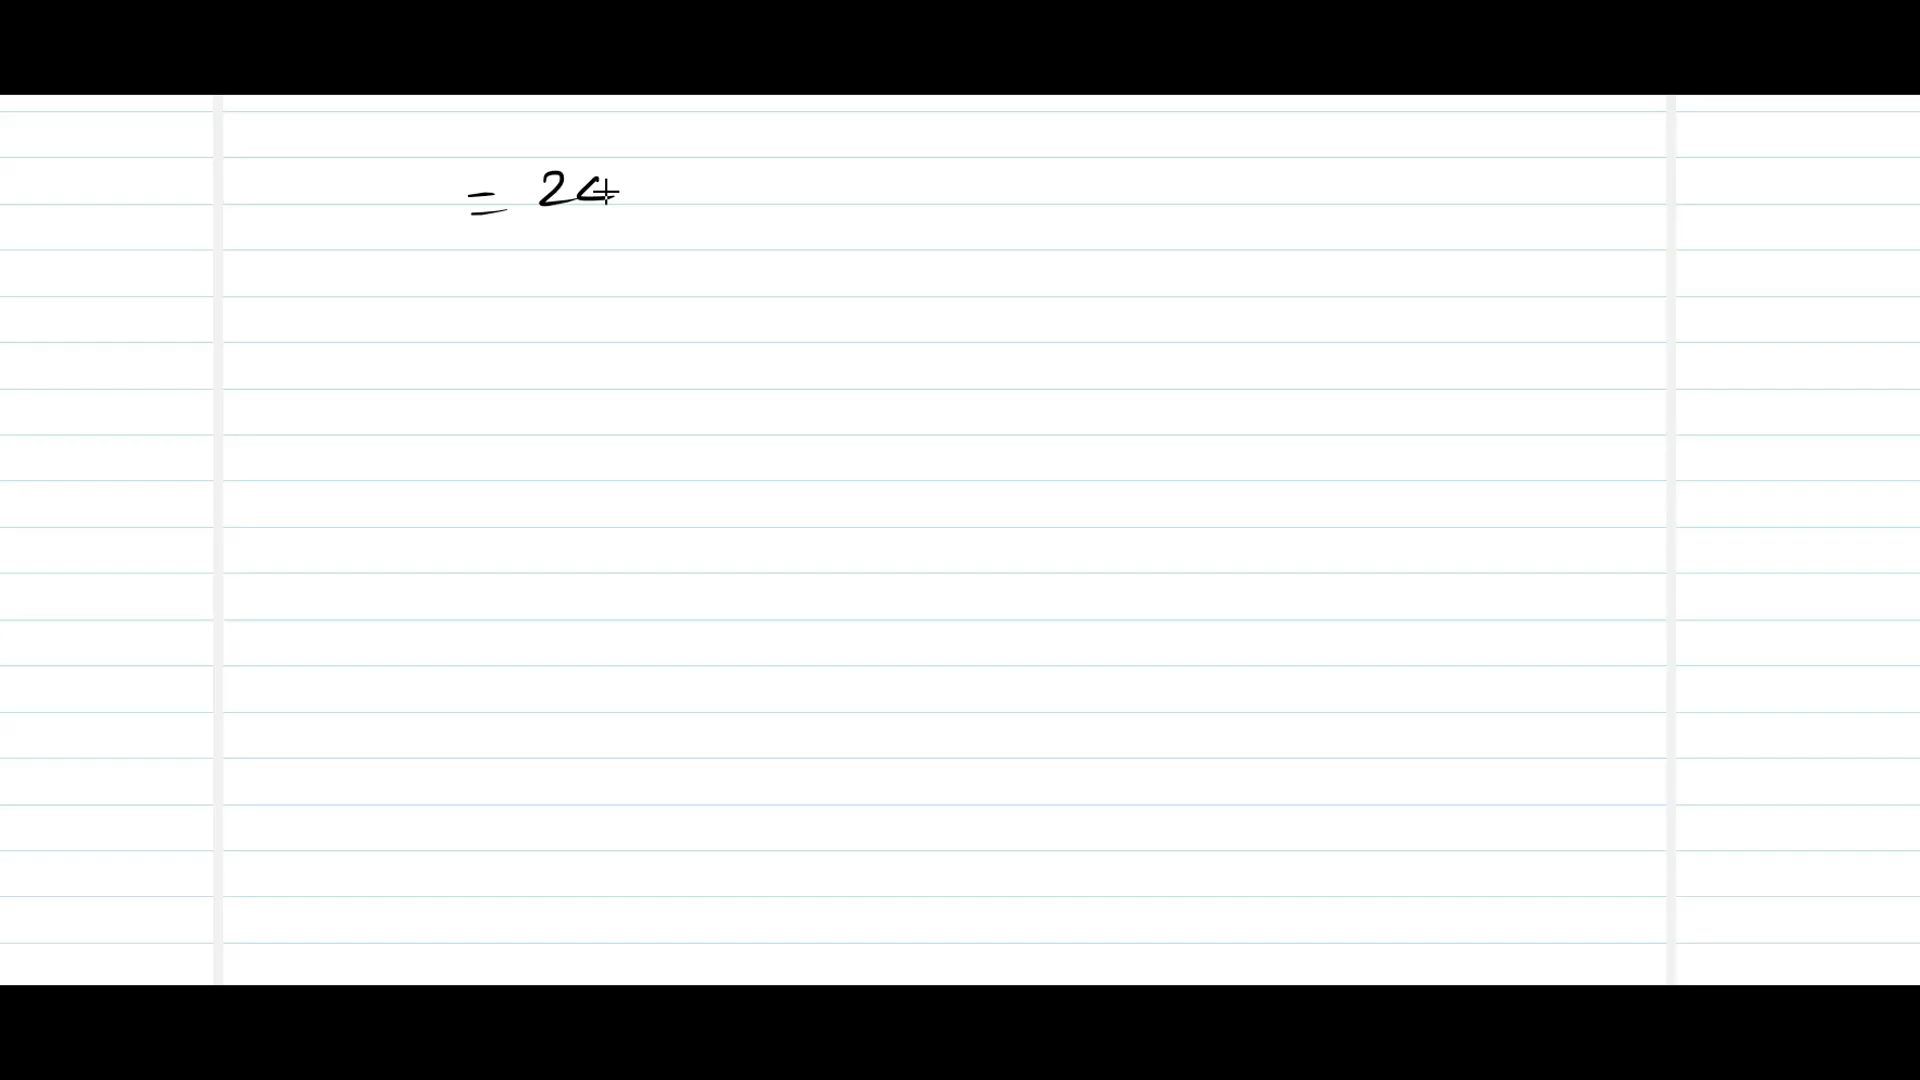 = 24